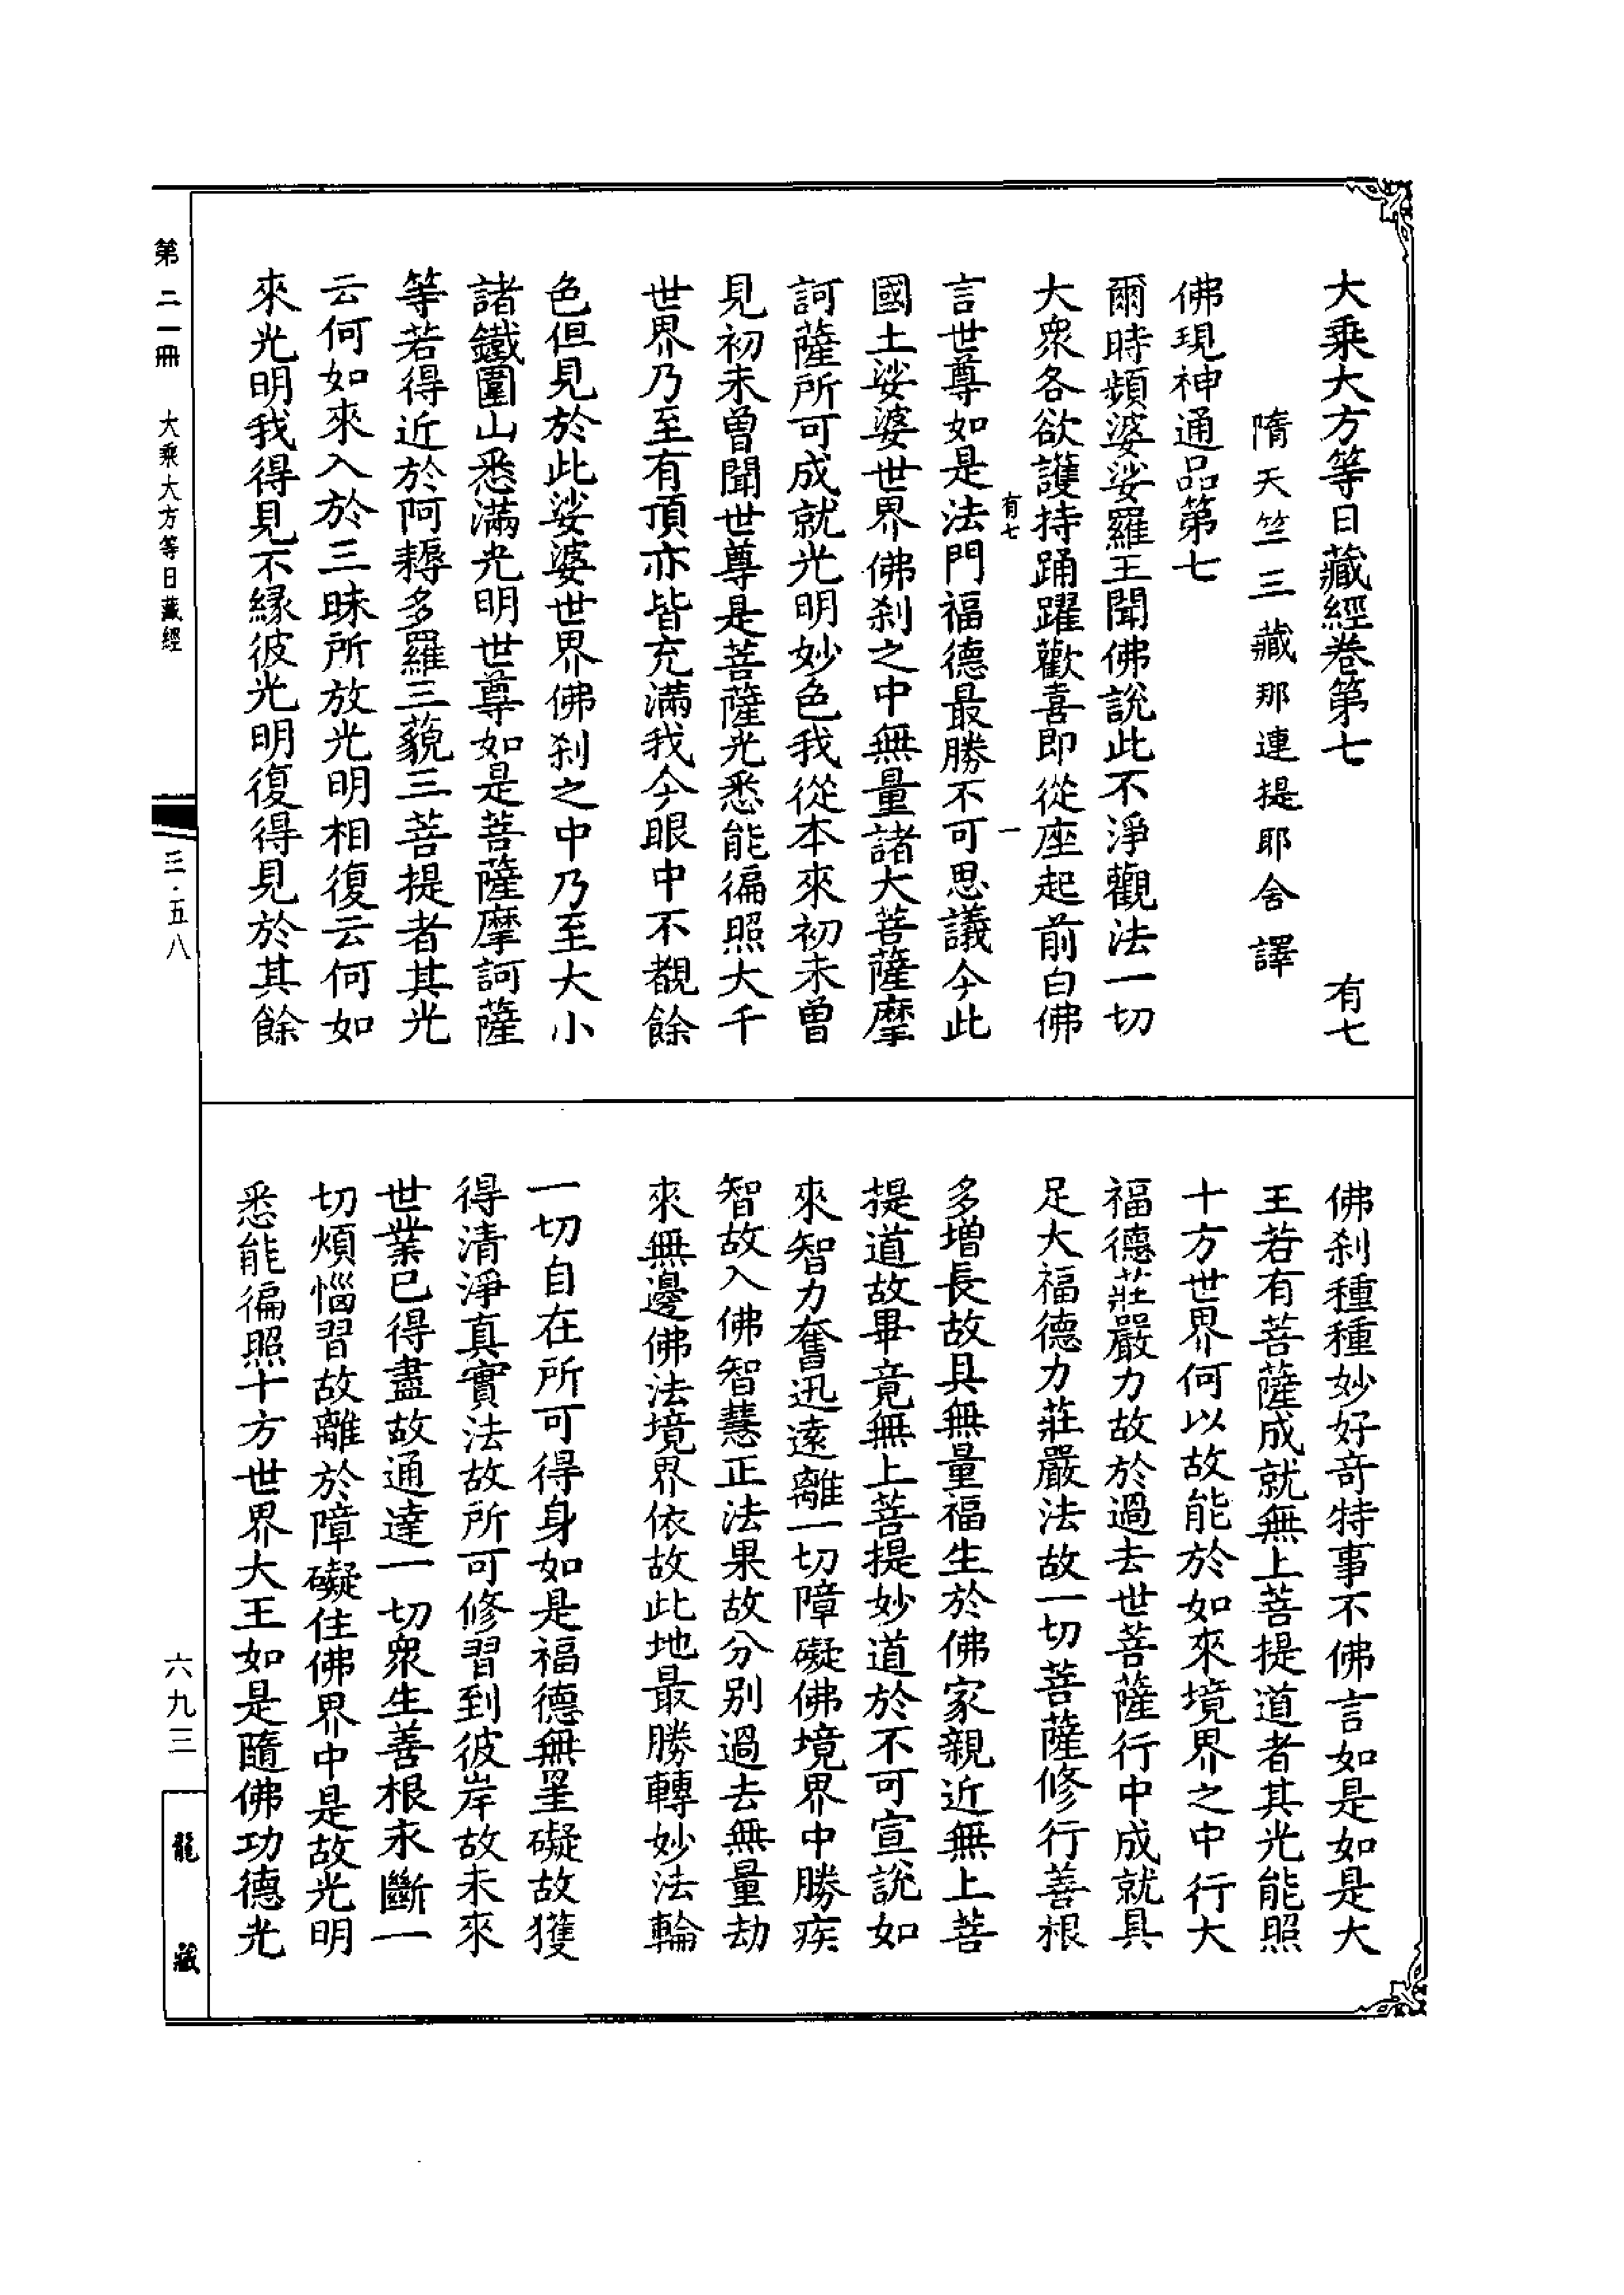 大乘大方等日藏經卷第七　有七
隋天竺三藏那連提耶舍譯
佛現神通品第七
爾時頻婆娑羅王聞佛說此不淨觀法一切
大衆各欲護持踊躍歡喜即從座起前白佛
有七　一
言世尊如是法門福德最勝不可思議今此
國土娑婆世界佛刹之中無量諸大菩薩摩
訶薩所可成就光明妙色我從本來初未曾
見初未曾聞世尊是菩薩光悉能徧照大千
世界乃至有頂亦皆充滿我今眼中不覩餘
色但見於此娑婆世界佛刹之中乃至大小
諸鐵圍山悉滿光明世尊如是菩薩摩訶薩
等若得近於阿耨多羅三藐三菩提者其光
云何如來入於三昧所放光明相復云何如
來光明我得見不緣彼光明復得見於其餘
佛刹種種妙好奇特事不佛言如是如是大
王若有菩薩成就無上菩提道者其光能照
十方世界何以故能於如來境界之中行大
福德莊嚴力故於過去世菩薩行中成就具
足大福德力莊嚴法故一切菩薩修行善根
多增長故具無量福生於佛家親近無上菩
提道故畢竟無上菩提妙道於不可宣說如
來智力奮迅遠離一切障礙佛境界中勝疾
智故入佛智慧正法果故分別過去無量劫
來無邊佛法境界依故此地最勝轉妙法輪
一切自在所可得身如是福德無罣礙故獲
得清淨真實法故所可修習到彼岸故未來
世業已得盡故通達一切衆生善根永斷一
切煩惱習故離於障礙住佛界中是故光明
悉能徧照十方世界大王如是隨佛功德光
第二一冊　大乘大方等日藏經　三·五八　六九三　龍藏